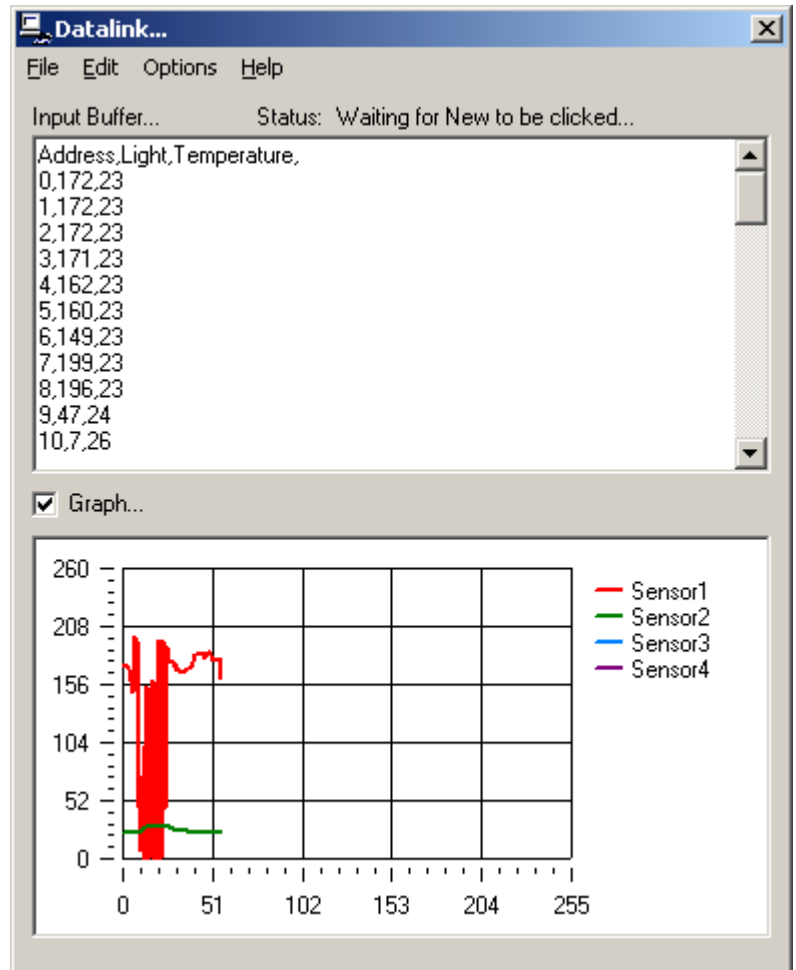 Datalink...
File Edit Options Help
Input Buffer... Status: Waiting for New to be clicked...
Address,Light,Temperature,
0,172,23
1,172,23
2,172,23
3,171,23
4,162,23
5,160,23
6,149,23
7,199,23
8,196,23
9,47,24
10,7,26
Graph...
260
208
156
104
52
0
0 51 102 153 204 255
Sensor1
Sensor2
Sensor3
Sensor4